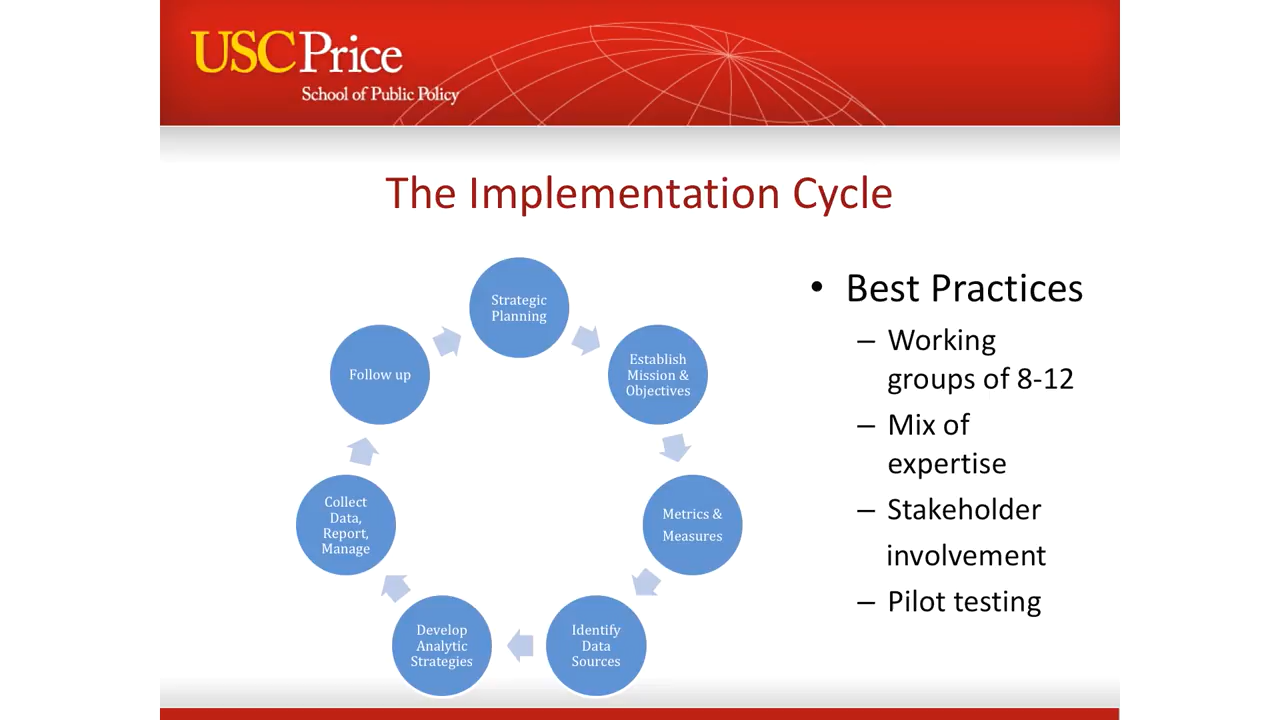 USC Price
School of Public Policy
The Implementation Cycle
Strategic
Planning
Establish
Mission &
Objectives
Metrics &
Measures
Identify
Data
Sources
Develop
Analytic
Strategies
Collect
Data,
Report,
Manage
Follow up
• Best Practices
– Working
groups of 8-12
– Mix of
expertise
– Stakeholder
involvement
– Pilot testing